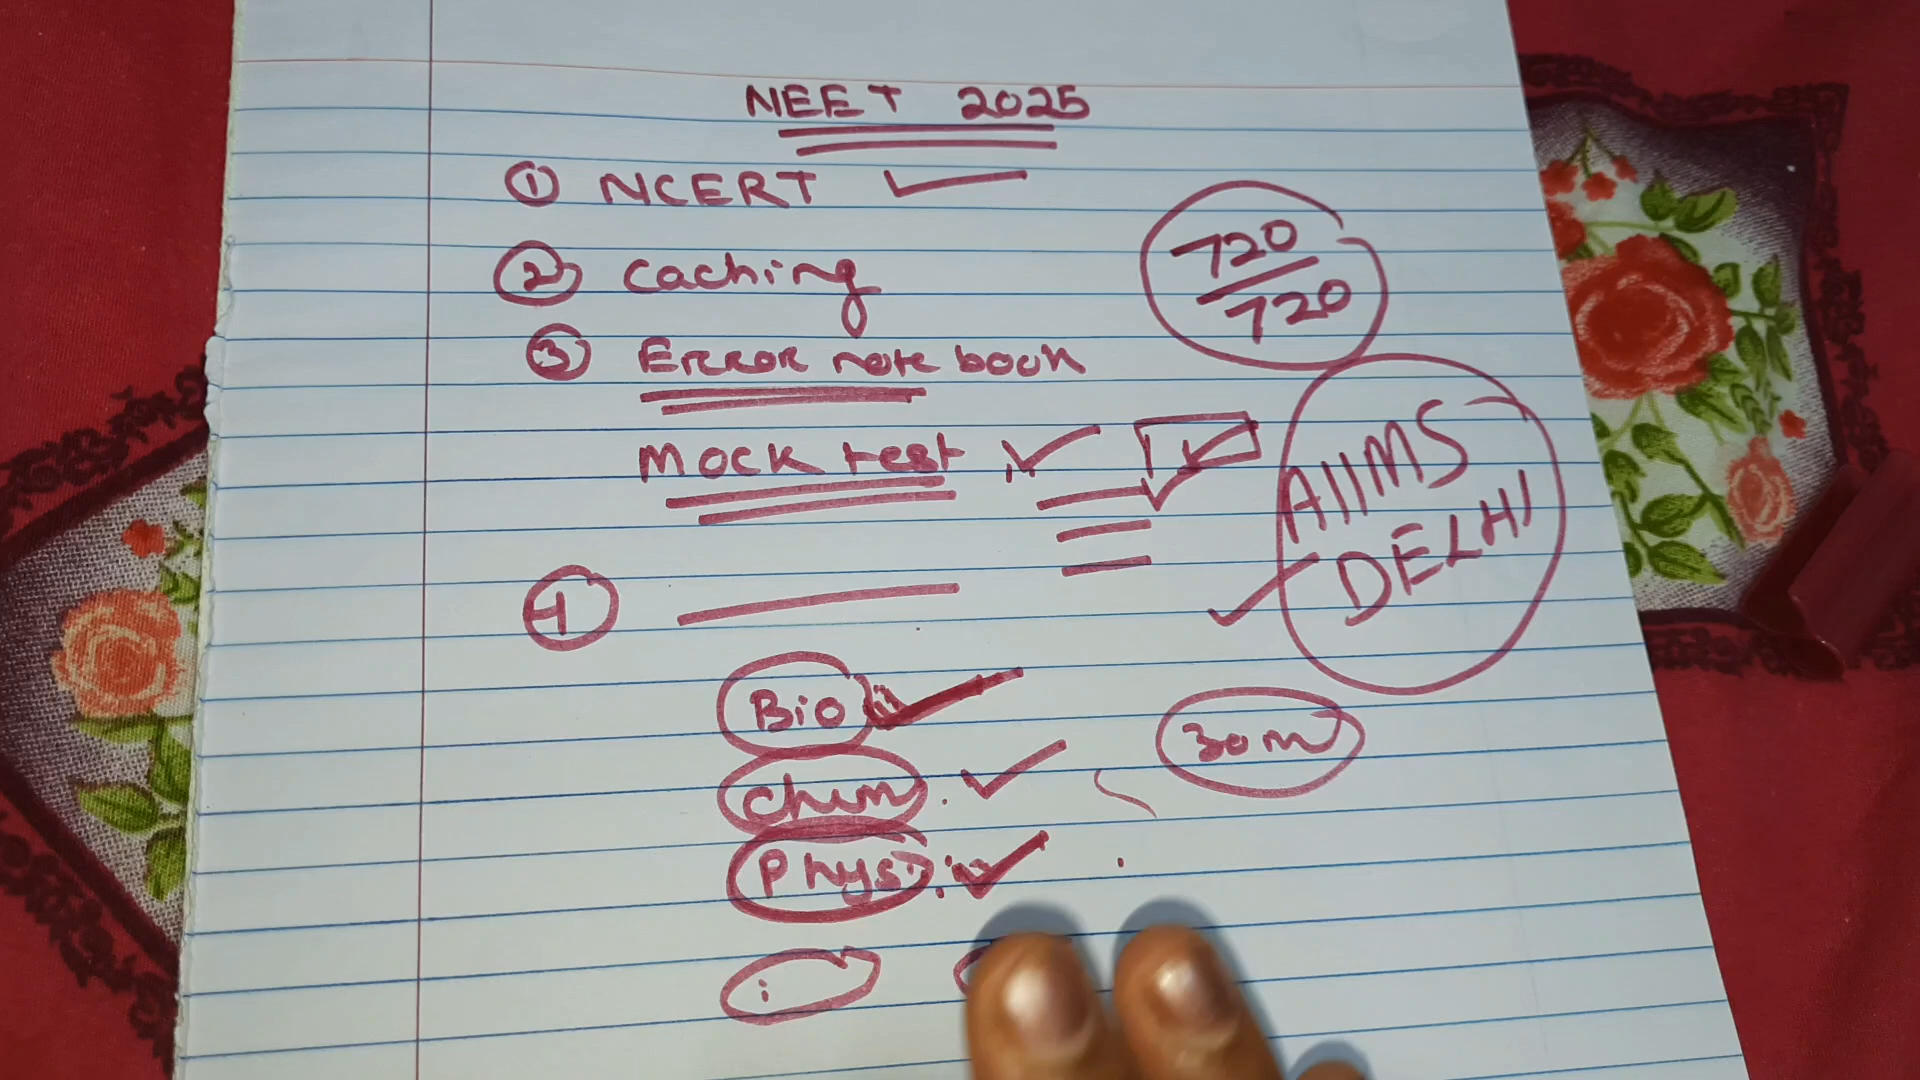 NEET 2025
① NCERT
② Caching
③ ERROR note book
Mock test
④
720
720
AIIMS
DELHI
Bio
Chem
Phys
30 m